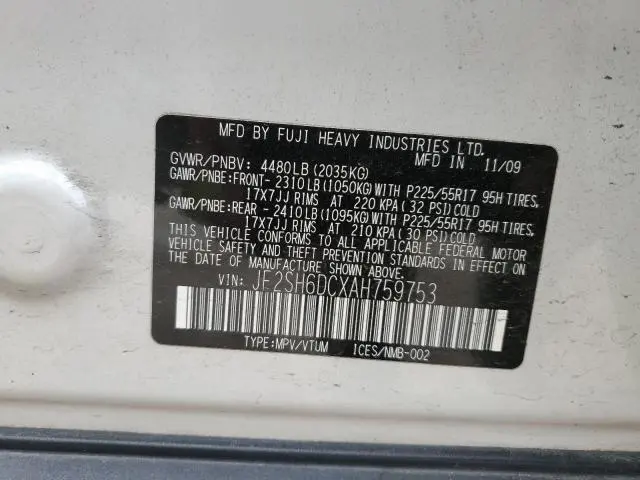 MFD BY FUJI HEAVY INDUSTRIES LTD.
MFD. IN 11/09
GVWR/PNBV: 4480LB(2035KG)
GAWR/PNBE:FRONT- 2310LB(1050KG)WITH P225/55R17 95H TIRES,
17X7JJ RIMS AT 220 KPA( 32 PSI)COLD
GAWR/PNBE:REAR - 2410LB(1095KG)WITH P225/55R17 95H TIRES,
17X7JJ RIMS AT 210 KPA( 30 PSI)COLD
THIS VEHICLE CONFORMS TO ALL APPLICABLE FEDERAL MOTOR
VEHICLE SAFETY AND THEFT PREVENTION STANDARDS IN EFFECT ON
THE DATE OF MANUFACTURE SHOWN ABOVE.
VIN: JF2SH6DCXAH759753
TYPE:MPV/VTUM ICES/NMB-002